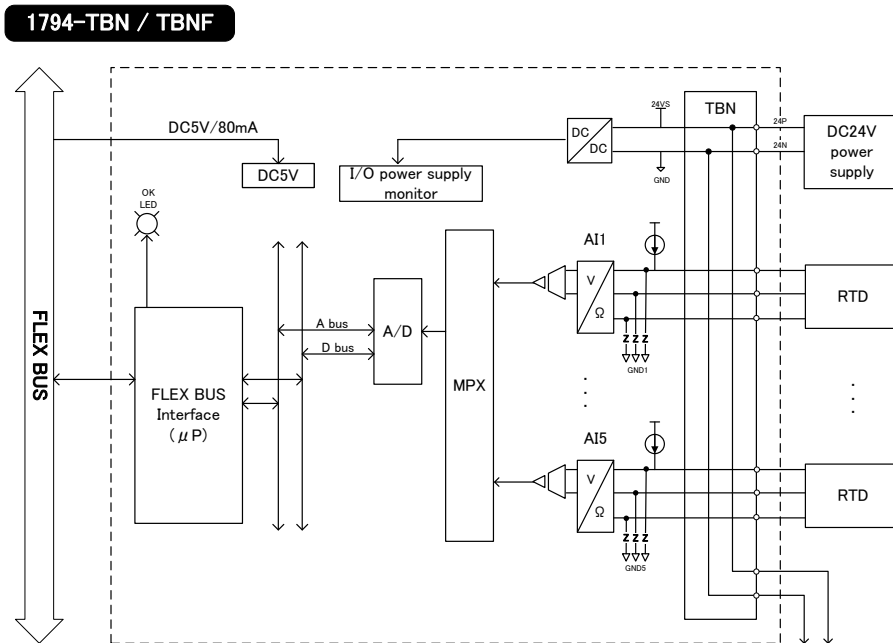 1794-TBN / TBNF
FLEX BUS
DC5V/80mA
DC5V
I/O power supply
monitor
DC
DC
24VS
GND
TBN
24P
24N
DC24V
power
supply
OK
LED
FLEX BUS
Interface
(μP)
A bus
D bus
A/D
MPX
AI1
V
Ω
Z Z Z
GND1
RTD
AI5
V
Ω
Z Z Z
GND5
RTD